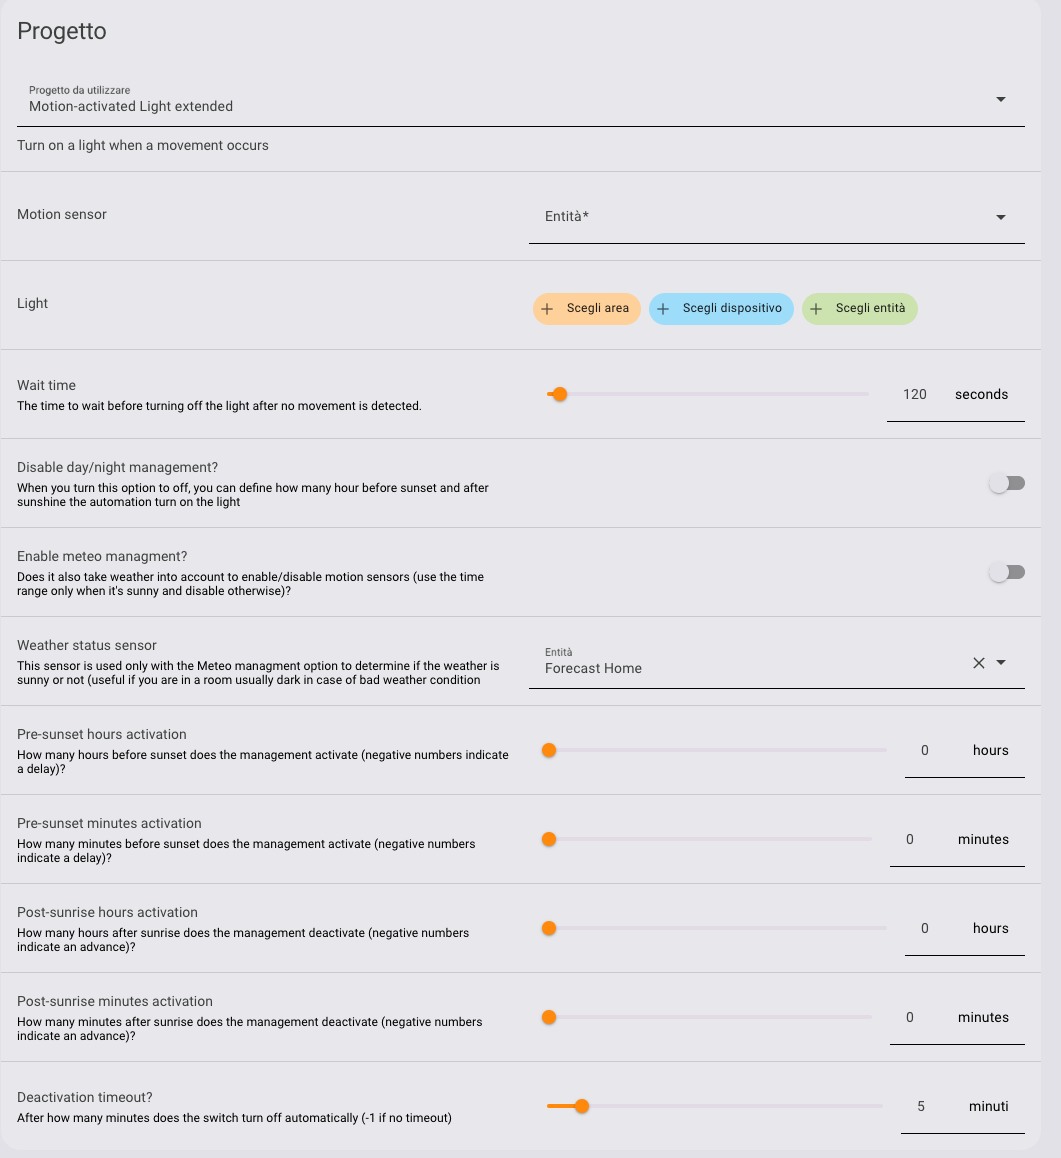 Progetto
Progetto da utilizzare
Motion-activated Light extended
Turn on a light when a movement occurs
Motion sensor
Entità*
Light
Scegli area
Scegli dispositivo
Scegli entità
Wait time
The time to wait before turning off the light after no movement is detected.
120 seconds
Disable day/night management?
When you turn this option to off, you can define how many hour before sunset and after
sunshine the automation turn on the light
Enable meteo managment?
Does it also take weather into account to enable/disable motion sensors (use the time
range only when it's sunny and disable otherwise)?
Weather status sensor
This sensor is used only with the Meteo managment option to determine if the weather is
sunny or not (useful if you are in a room usually dark in case of bad weather condition
Entità
Forecast Home
Pre-sunset hours activation
How many hours before sunset does the management activate (negative numbers indicate
a delay)?
0 hours
Pre-sunset minutes activation
How many minutes before sunset does the management activate (negative numbers
indicate a delay)?
0 minutes
Post-sunrise hours activation
How many hours after sunrise does the management deactivate (negative numbers
indicate an advance)?
0 hours
Post-sunrise minutes activation
How many minutes after sunrise does the management deactivate (negative numbers
indicate an advance)?
0 minutes
Deactivation timeout?
After how many minutes does the switch turn off automatically (-1 if no timeout)
5 minuti